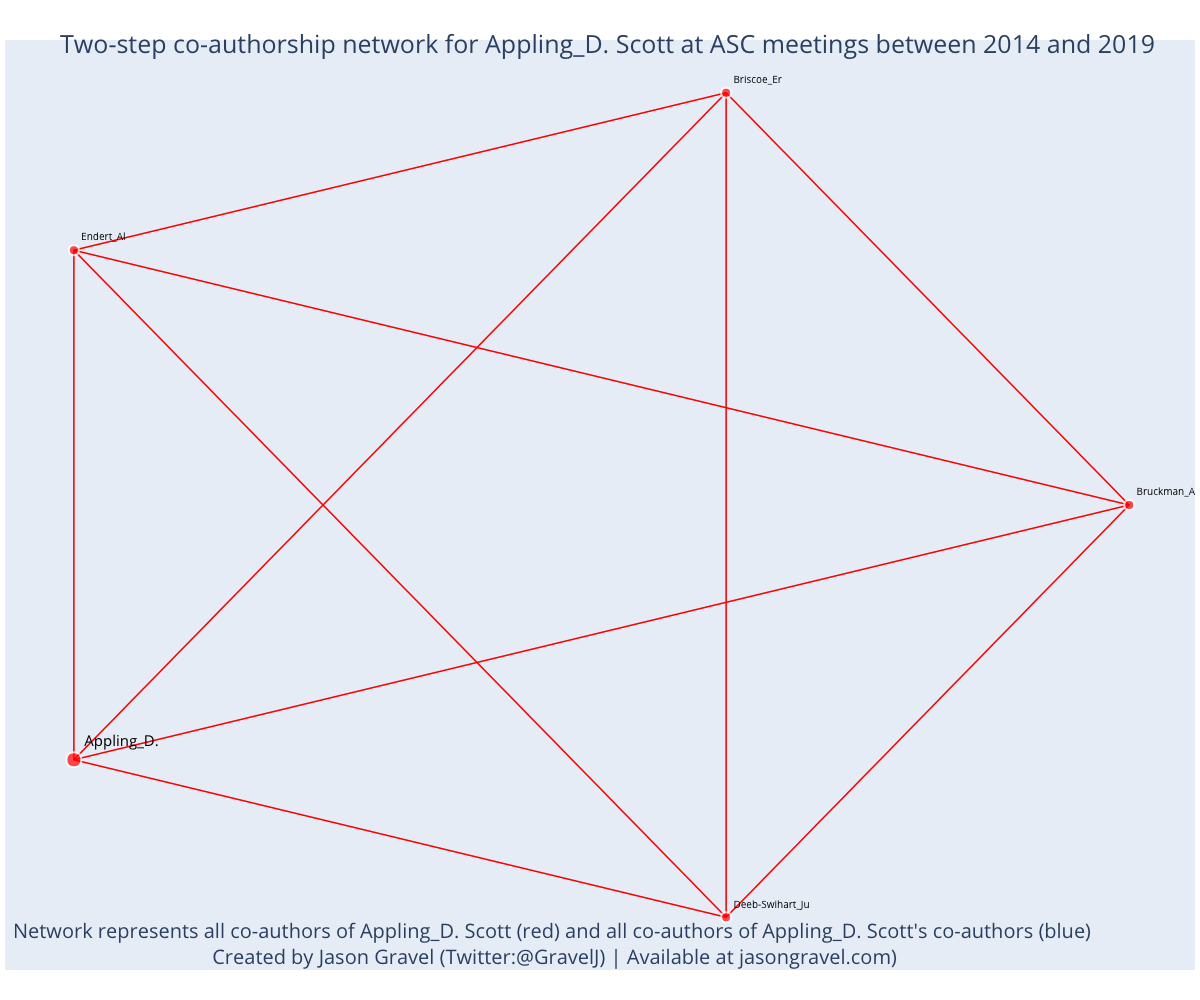 Two-step co-authorship network for Appling_D. Scott at ASC meetings between 2014 and 2019
Briscoe_Er
Endert_Al
Bruckman_A
Appling_D.
Deeb-Swihart_Ju
Network represents all co-authors of Appling_D. Scott (red) and all co-authors of Appling_D. Scott's co-authors (blue)
Created by Jason Gravel (Twitter:@GravelJ) | Available at jasongravel.com)